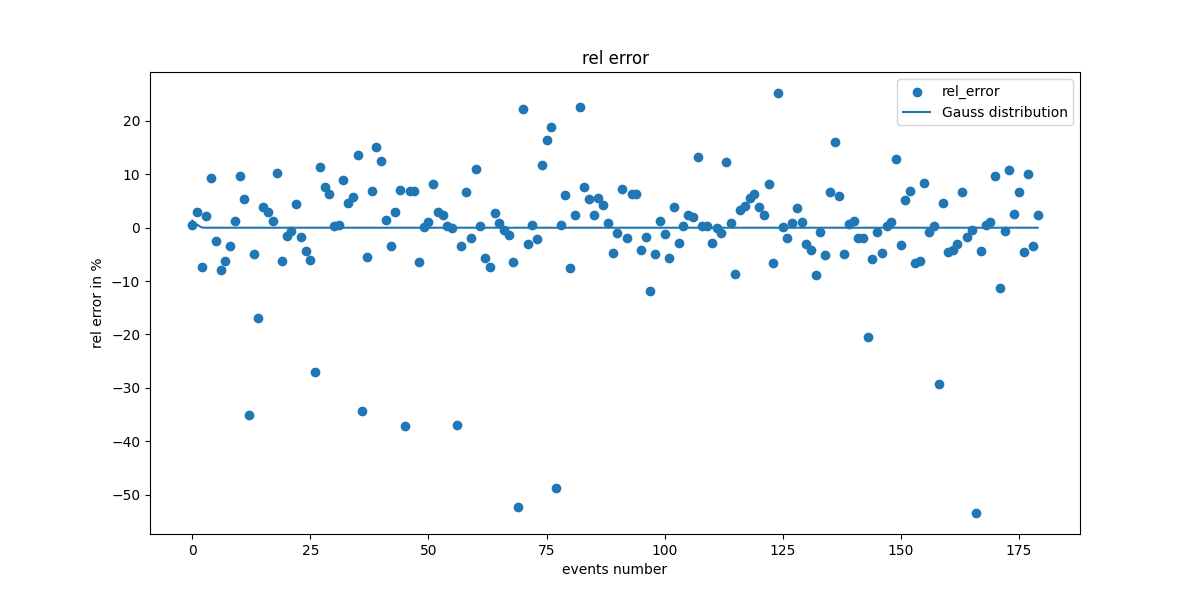 rel error
rel_error
Gauss distribution
rel error in %
20
10
0
−10
−20
−30
−40
−50
0 25 50 75 100 125 150 175
events number